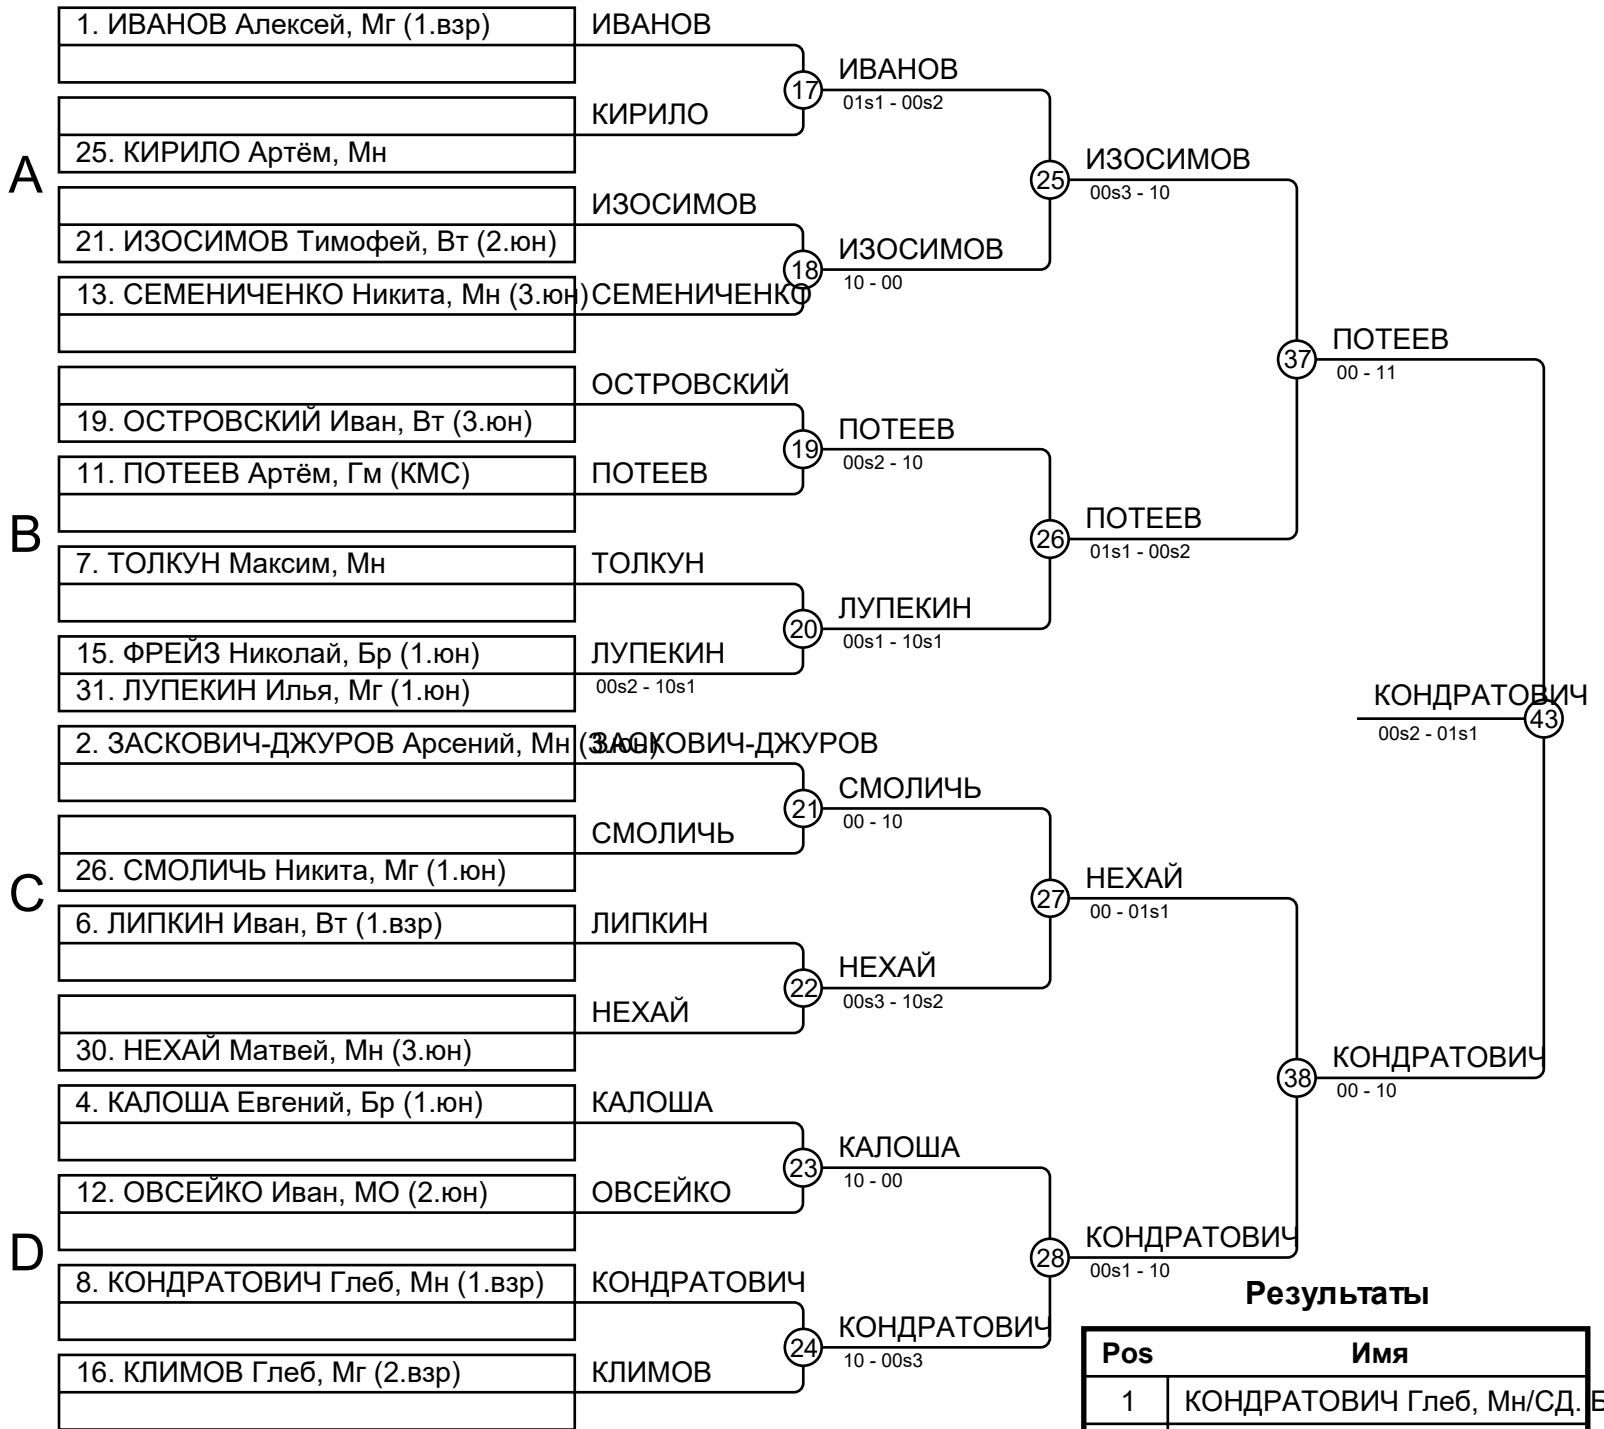 1. ИВАНОВ Алексей, Мг (1.взр)
ИВАНОВ
17
ИВАНОВ
01s1 - 00s2
КИРИЛО
25. КИРИЛО Артём, Мн
A
25
ИЗОСИМОВ
00s3 - 10
ИЗОСИМОВ
21. ИЗОСИМОВ Тимофей, Вт (2.юн)
18
ИЗОСИМОВ
10 - 00
13. СЕМЕНИЧЕНКО Никита, Мн (3.юн)
СЕМЕНИЧЕНКО
37
ПОТЕЕВ
00 - 11
ОСТРОВСКИЙ
19. ОСТРОВСКИЙ Иван, Вт (3.юн)
19
ПОТЕЕВ
00s2 - 10
11. ПОТЕЕВ Артём, Гм (КМС)
ПОТЕЕВ
B
26
ПОТЕЕВ
01s1 - 00s2
7. ТОЛКУН Максим, Мн
ТОЛКУН
20
ЛУПЕКИН
00s1 - 10s1
15. ФРЕЙЗ Николай, Бр (1.юн)
ЛУПЕКИН
00s2 - 10s1
31. ЛУПЕКИН Илья, Мг (1.юн)
КОНДРАТОВИЧ
43
00s2 - 01s1
2. ЗАСКОВИЧ-ДЖУРОВ Арсений, Мн (3.юн)
ЗАСКОВИЧ-ДЖУРОВ
21
СМОЛИЧЬ
00 - 10
СМОЛИЧЬ
26. СМОЛИЧЬ Никита, Мг (1.юн)
C
27
НЕХАЙ
00 - 01s1
6. ЛИПКИН Иван, Вт (1.взр)
ЛИПКИН
22
НЕХАЙ
00s3 - 10s2
НЕХАЙ
30. НЕХАЙ Матвей, Мн (3.юн)
38
КОНДРАТОВИЧ
00 - 10
4. КАЛОША Евгений, Бр (1.юн)
КАЛОША
23
КАЛОША
10 - 00
12. ОВСЕЙКО Иван, МО (2.юн)
ОВСЕЙКО
D
28
КОНДРАТОВИЧ
00s1 - 10
8. КОНДРАТОВИЧ Глеб, Мн (1.взр)
КОНДРАТОВИЧ
24
КОНДРАТОВИЧ
10 - 00s3
16. КЛИМОВ Глеб, Мг (2.взр)
КЛИМОВ
Результаты
Pos Имя
1 КОНДРАТОВИЧ Глеб, Мн/СД. Б